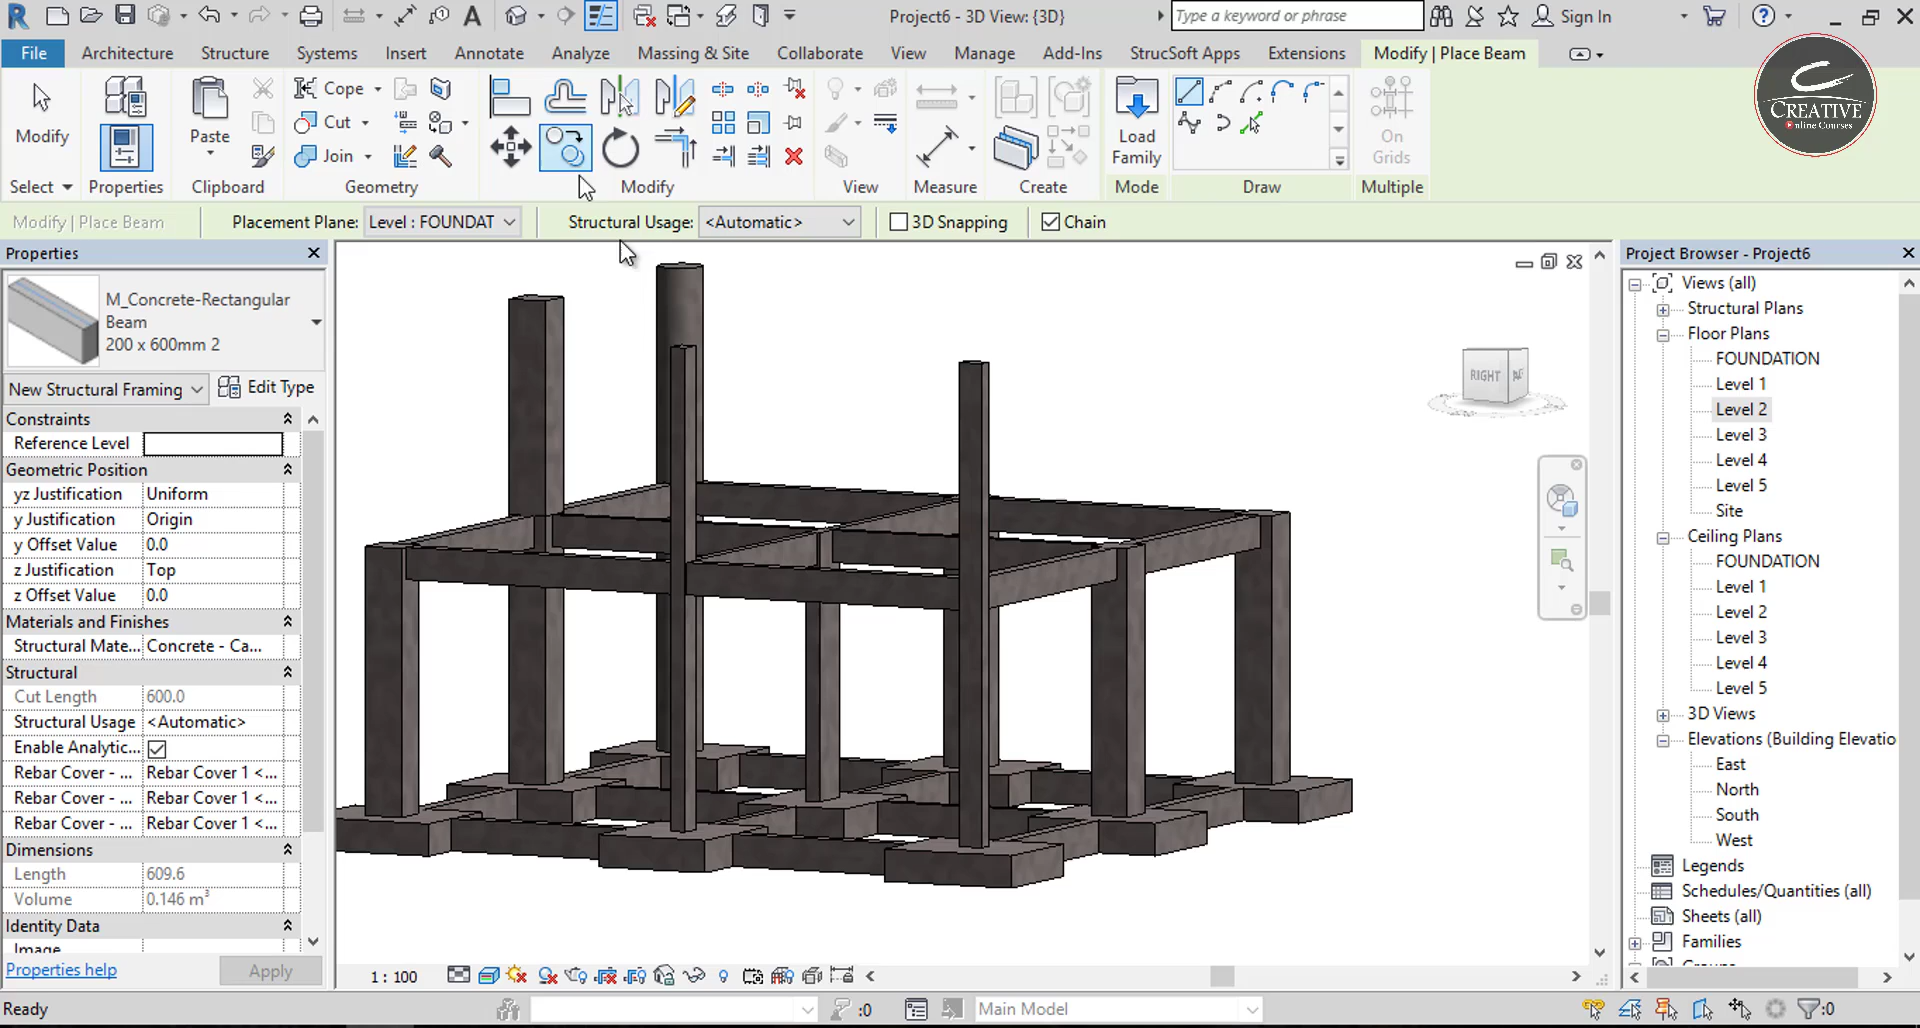 Project6 - 3D View: {3D}
Type a keyword or phrase
Sign In
File
Architecture
Structure
Systems
Insert
Annotate
Analyze
Massing & Site
Collaborate
View
Manage
Add-Ins
StrucSoft Apps
Extensions
Modify | Place Beam
CREATIVE
Online Courses
Modify
Paste
Cope
Cut
Join
Load
Family
On
Grids
Select
Properties
Clipboard
Geometry
Modify
View
Measure
Create
Mode
Draw
Multiple
Modify | Place Beam
Placement Plane:
Level : FOUNDAT
Structural Usage:
<Automatic>
3D Snapping
Chain
Properties
M_Concrete-Rectangular
Beam
200 x 600mm 2
New Structural Framing
Edit Type
Constraints
Reference Level
Geometric Position
yz Justification Uniform
y Justification Origin
y Offset Value 0.0
z Justification Top
z Offset Value 0.0
Materials and Finishes
Structural Mate... Concrete - Ca...
Structural
Cut Length 600.0
Structural Usage <Automatic>
Enable Analytic...
Rebar Cover - ... Rebar Cover 1 <...
Rebar Cover - ... Rebar Cover 1 <...
Rebar Cover - ... Rebar Cover 1 <...
Dimensions
Length 609.6
Volume 0.146 m³
Identity Data
Image
Properties help
Apply
RIGHT
1 : 100
Project Browser - Project6
Views (all)
Structural Plans
Floor Plans
FOUNDATION
Level 1
Level 2
Level 3
Level 4
Level 5
Site
Ceiling Plans
FOUNDATION
Level 1
Level 2
Level 3
Level 4
Level 5
3D Views
Elevations (Building Elevatio
East
North
South
West
Legends
Schedules/Quantities (all)
Sheets (all)
Families
Ready
:0
Main Model
:0